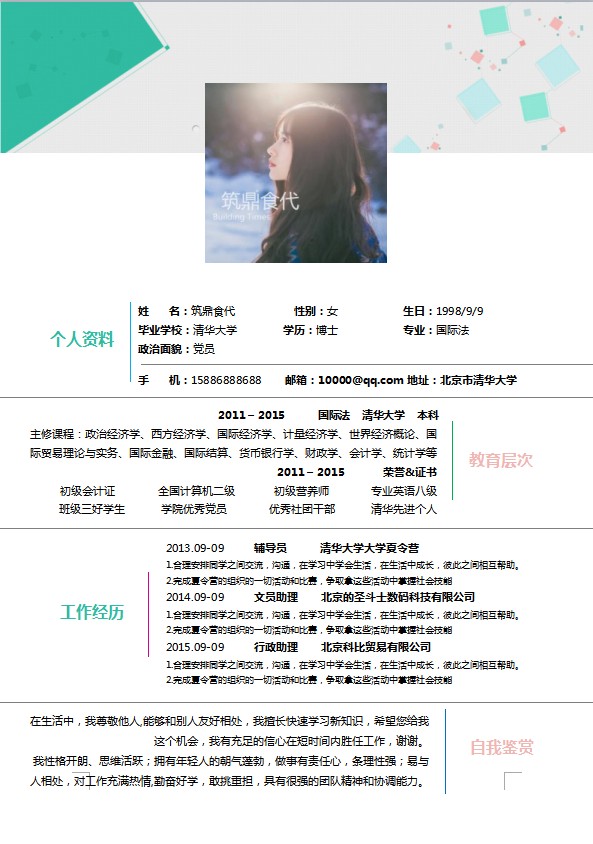 筑鼎食代
Building Times
个人资料
姓 名：筑鼎食代 性别：女 生日：1998/9/9
毕业学校：清华大学 学历：博士 专业：国际法
政治面貌：党员
手 机：15886888688 邮箱：10000@qq.com 地址：北京市清华大学
2011 – 2015 国际法 清华大学 本科
主修课程：政治经济学、西方经济学、国际经济学、计量经济学、世界经济概论、国
际贸易理论与实务、国际金融、国际结算、货币银行学、财政学、会计学、统计学等
2011 – 2015 荣誉&证书
初级会计证 全国计算机二级 初级营养师 专业英语八级
班级三好学生 学院优秀党员 优秀社团干部 清华先进个人
教育层次
工作经历
2013.09-09 辅导员 清华大学大学夏令营
1.合理安排同学之间交流，沟通，在学习中学会生活，在生活中成长，彼此之间相互帮助。
2.完成夏令营的组织的一切活动和比赛，争取拿这些活动中掌握社会技能
2014.09-09 文员助理 北京的圣斗士数码科技有限公司
1.合理安排同学之间交流，沟通，在学习中学会生活，在生活中成长，彼此之间相互帮助。
2.完成夏令营的组织的一切活动和比赛，争取拿这些活动中掌握社会技能
2015.09-09 行政助理 北京科比贸易有限公司
1.合理安排同学之间交流，沟通，在学习中学会生活，在生活中成长，彼此之间相互帮助。
2.完成夏令营的组织的一切活动和比赛，争取拿这些活动中掌握社会技能
在生活中，我尊敬他人,能够和别人友好相处，我擅长快速学习新知识，希望您给我
这个机会，我有充足的信心在短时间内胜任工作，谢谢。
我性格开朗、思维活跃；拥有年轻人的朝气蓬勃，做事有责任心，条理性强；易与
人相处，对工作充满热情,勤奋好学，敢挑重担，具有很强的团队精神和协调能力。
自我鉴赏